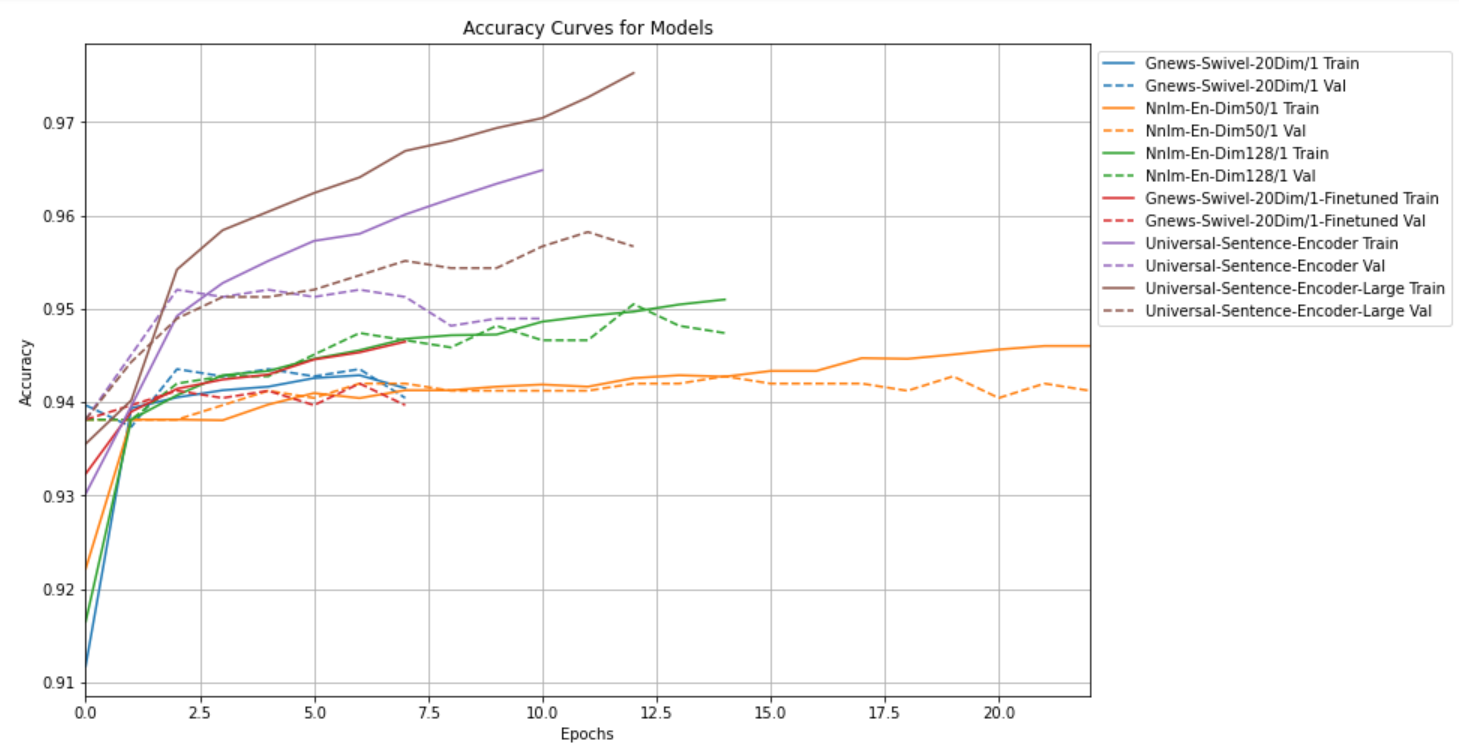 Accuracy Curves for Models
Accuracy
0.97
0.96
0.95
0.94
0.93
0.92
0.91
0.0 2.5 5.0 7.5 10.0 12.5 15.0 17.5 20.0
Epochs
Gnews-Swivel-20Dim/1 Train
Gnews-Swivel-20Dim/1 Val
Nnlm-En-Dim50/1 Train
Nnlm-En-Dim50/1 Val
Nnlm-En-Dim128/1 Train
Nnlm-En-Dim128/1 Val
Gnews-Swivel-20Dim/1-Finetuned Train
Gnews-Swivel-20Dim/1-Finetuned Val
Universal-Sentence-Encoder Train
Universal-Sentence-Encoder Val
Universal-Sentence-Encoder-Large Train
Universal-Sentence-Encoder-Large Val